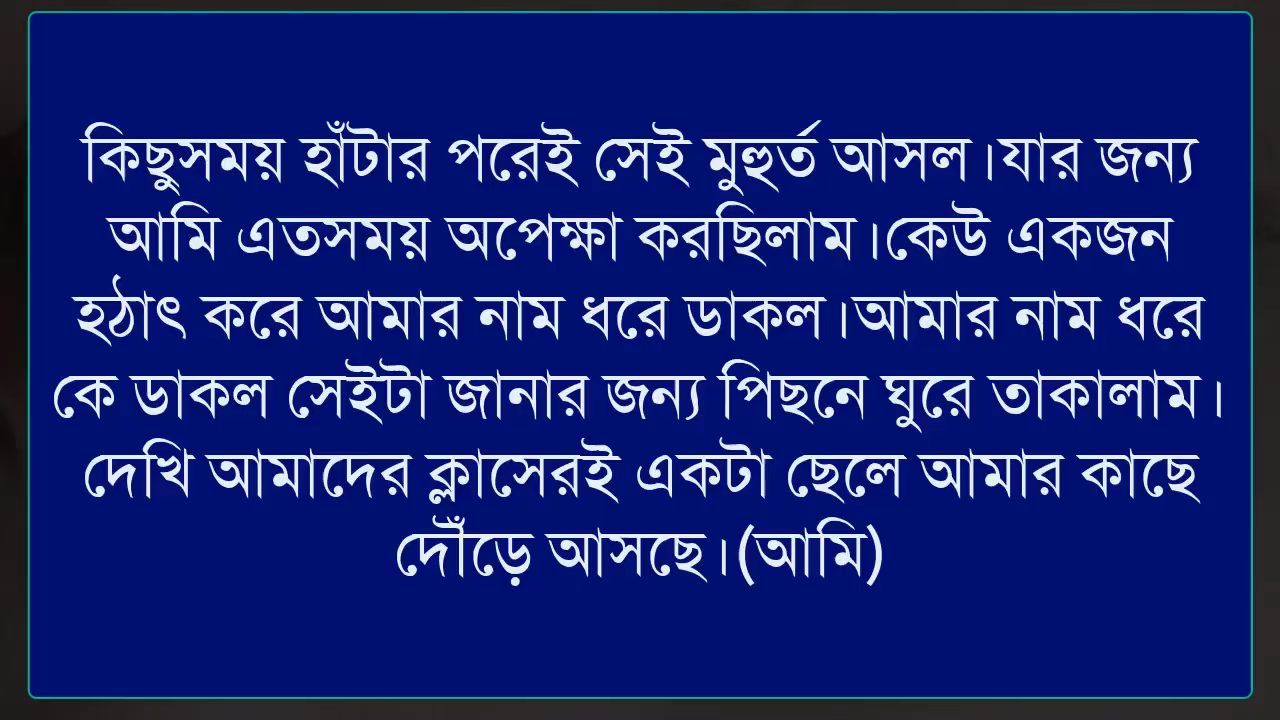 কিছুসময় হাঁটার পরেই সেই মুহুর্ত আসল।যার জন্য
আমি এতসময় অপেক্ষা করছিলাম।কেউ একজন
হঠাৎ করে আমার নাম ধরে ডাকল।আমার নাম ধরে
কে ডাকল সেইটা জানার জন্য পিছনে ঘুরে তাকালাম।
দেখি আমাদের ক্লাসেরই একটা ছেলে আমার কাছে
দৌঁড়ে আসছে।(আমি)